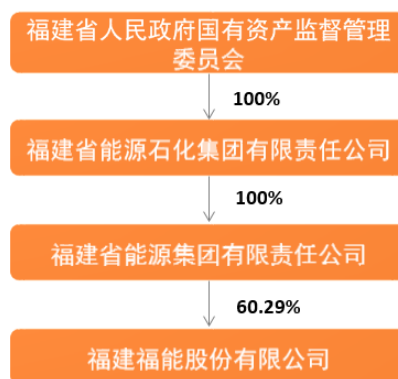 福建省人民政府国有资产监督管理
委员会
100%
福建省能源石化集团有限责任公司
100%
福建省能源集团有限责任公司
60.29%
福建福能股份有限公司